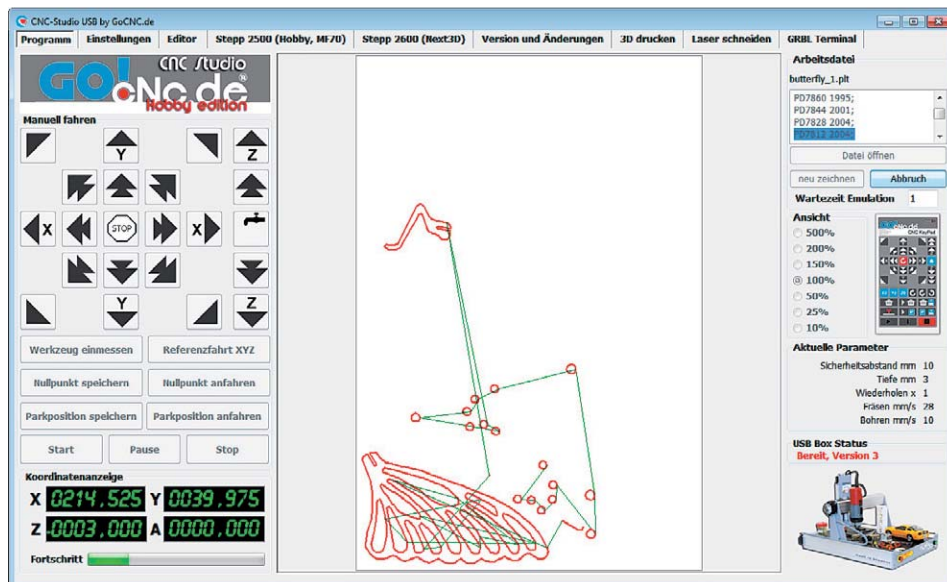 CNC-Studio USB by GoCNC.de
Programm Einstellungen Editor Stepp 2500 (Hobby, MF70) Stepp 2600 (Next3D) Version und Änderungen 3D drucken Laser schneiden GRBL Terminal
GO! CNC Studio
cNc.de®
Hobby edition
Manuell fahren
Y Z
X STOP X
Y Z
Werkzeug einmessen Referenzfahrt XYZ
Nullpunkt speichern Nullpunkt anfahren
Parkposition speichern Parkposition anfahren
Start Pause Stop
Koordinatenanzeige
X 0214,525 Y 0039,975
Z -0003,000 A 0000,000
Fortschritt
Arbeitsdatei
butterfly_1.plt
PD7860 1995;
PD7844 2001;
PD7828 2004;
PD7812 2004;
Datei öffnen
neu zeichnen Abbruch
Wartezeit Emulation 1
Ansicht
500%
200%
150%
100%
50%
25%
10%
CNC KeyPad
Aktuelle Parameter
Sicherheitsabstand mm 10
Tiefe mm 3
Wiederholen x 1
Fräsen mm/s 28
Bohren mm/s 10
USB Box Status
Bereit, Version 3